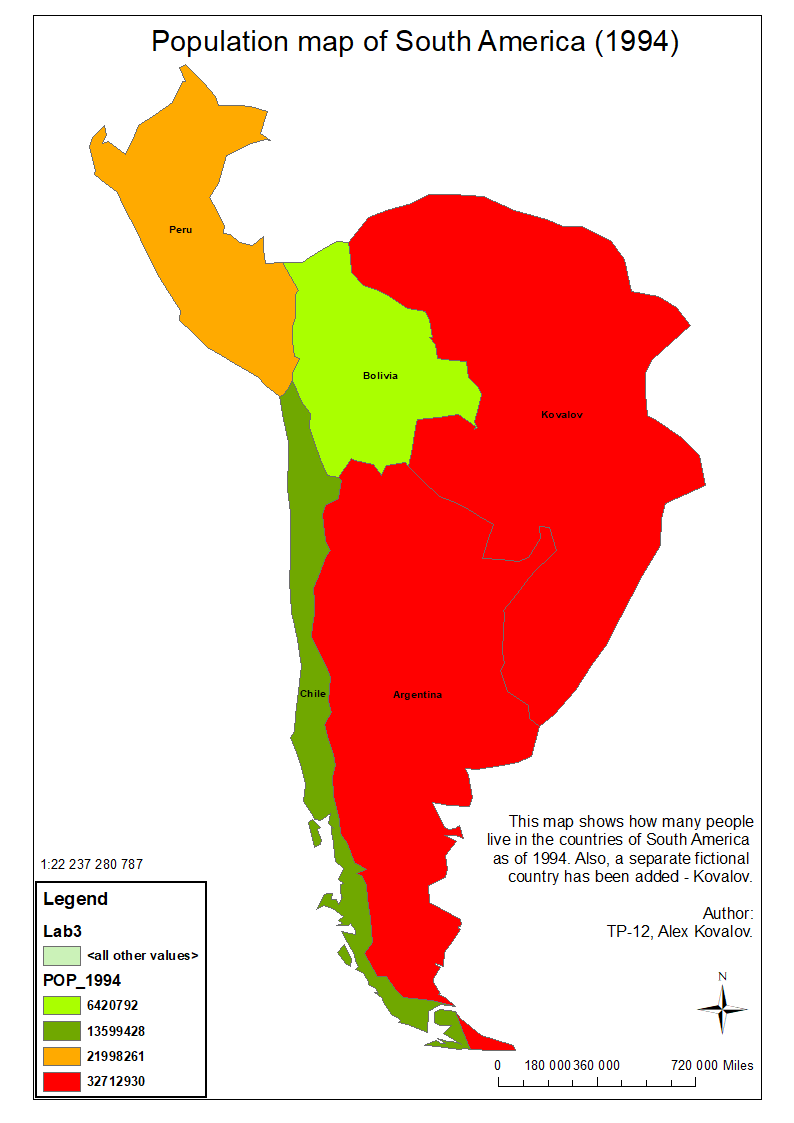 Population map of South America (1994)
Peru
Bolivia
Kovalov
Chile
Argentina
This map shows how many people
live in the countries of South America
as of 1994. Also, a separate fictional
country has been added - Kovalov.
Author:
TP-12, Alex Kovalov.
1:22 237 280 787
Legend
Lab3
<all other values>
POP_1994
6420792
13599428
21998261
32712930
N
0 180 000 360 000 720 000 Miles